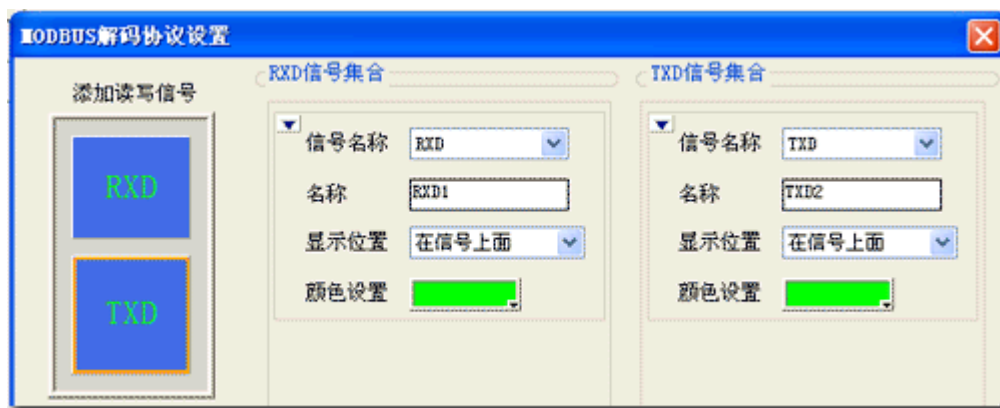 MODBUS解码协议设置
添加读写信号
RXD
TXD
RXD信号集合
信号名称 RXD
名称 RXD1
显示位置 在信号上面
颜色设置
TXD信号集合
信号名称 TXD
名称 TXD2
显示位置 在信号上面
颜色设置